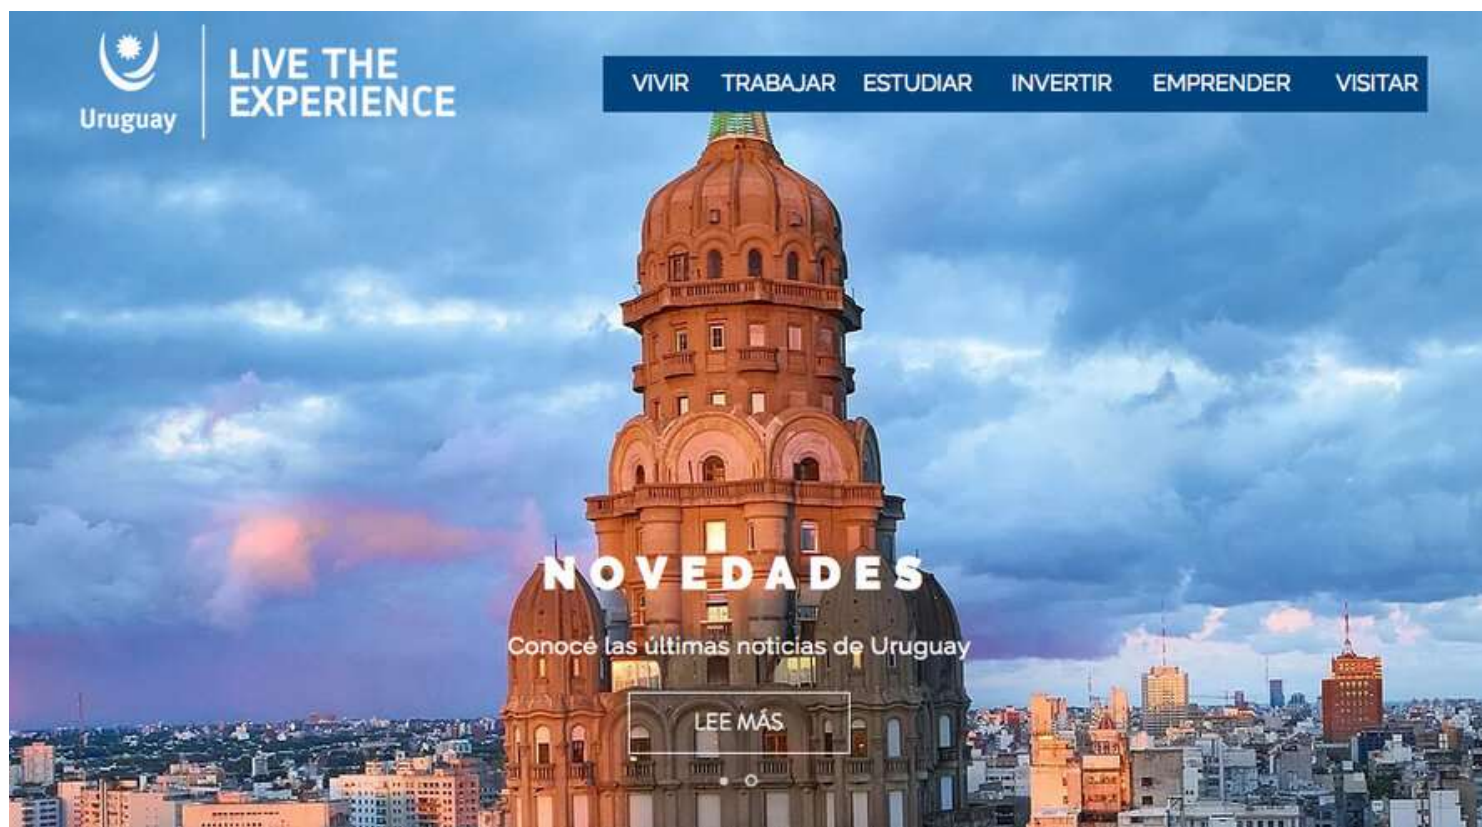 Uruguay
LIVE THE
EXPERIENCE
VIVIR TRABAJAR ESTUDIAR INVERTIR EMPRENDER VISITAR
NOVEDADES
Conocé las últimas noticias de Uruguay
LEE MÁS